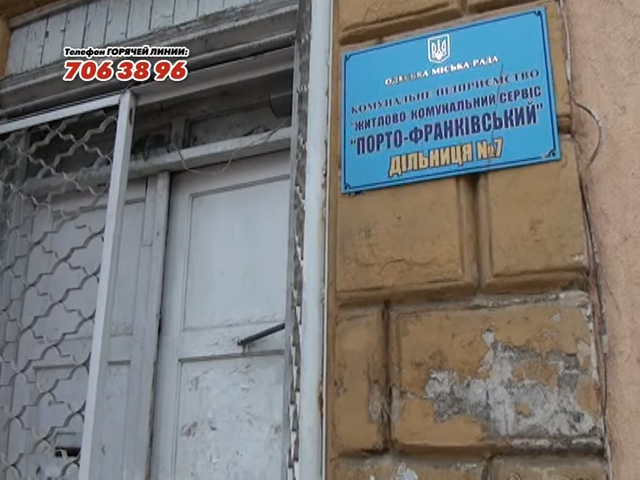 Телефон ГОРЯЧЕЙ ЛИНИИ:
706 38 96
ОДЕСЬКА МІСЬКА РАДА
КОМУНАЛЬНЕ ПІДПРИЄМСТВО
"ЖИТЛОВО КОМУНАЛЬНИЙ СЕРВІС
"ПОРТО-ФРАНКІВСЬКИЙ"
ДІЛЬНИЦЯ №7